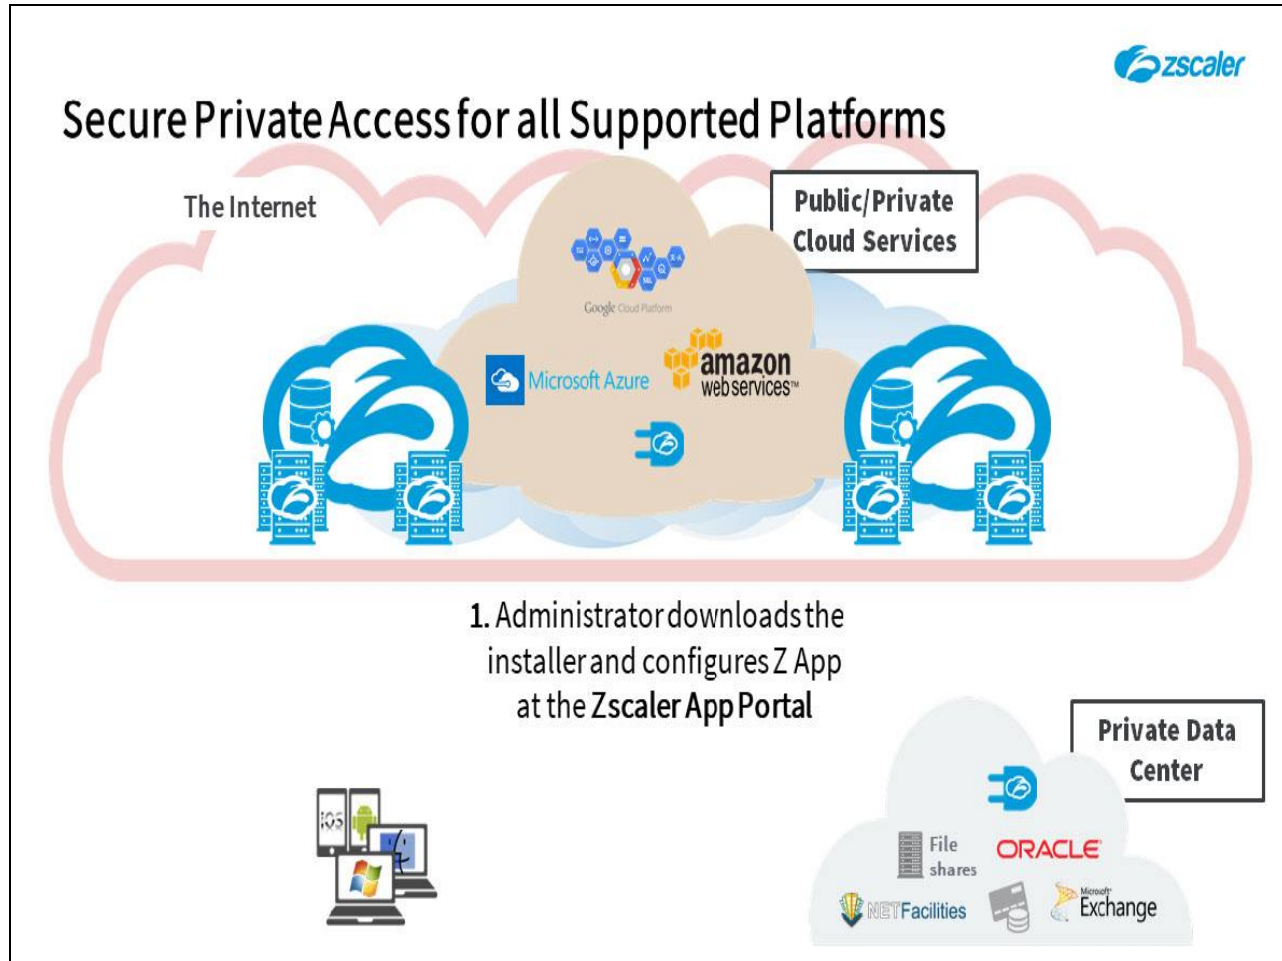 zscaler
Secure Private Access for all Supported Platforms
The Internet
Public/Private
Cloud Services
Google Cloud Platform
Microsoft Azure
amazon
webservices™
1. Administrator downloads the
installer and configures Z App
at the Zscaler App Portal
Private Data
Center
iOS
File
shares
ORACLE
NETFacilities
Microsoft
Exchange